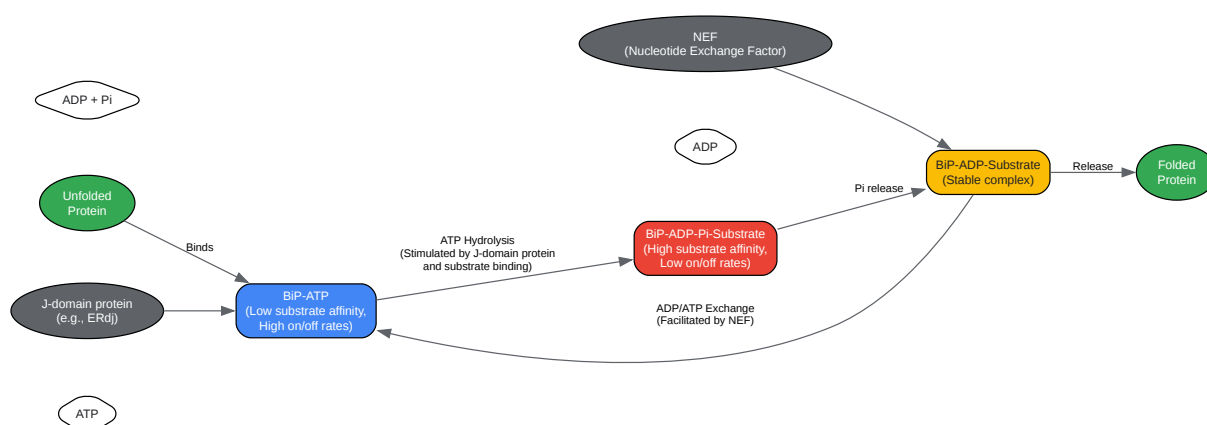 NEF
(Nucleotide Exchange Factor)
ADP + Pi
ADP
BiP-ADP-Substrate
(Stable complex)
Release
Folded
Protein
Unfolded
Protein
Pi release
Binds
ATP Hydrolysis
(Stimulated by J-domain protein
and substrate binding)
BiP-ADP-Pi-Substrate
(High substrate affinity,
Low on/off rates)
J-domain protein
(e.g., ERdj)
BiP-ATP
(Low substrate affinity,
High on/off rates)
ADP/ATP Exchange
(Facilitated by NEF)
ATP